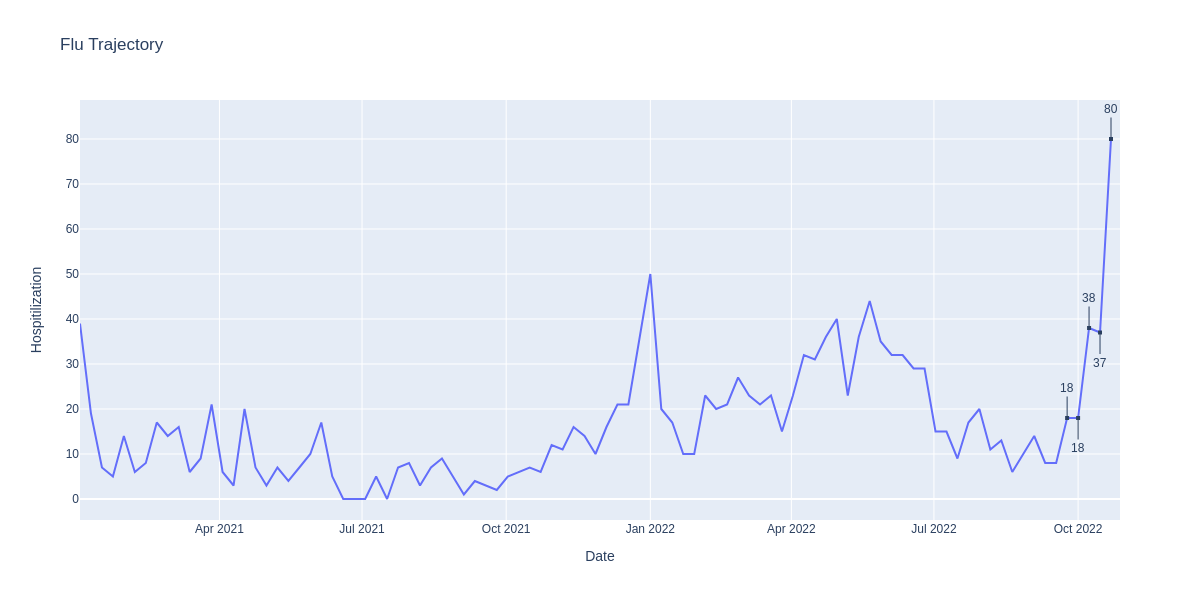 Flu Trajectory
80
80
70
60
50
40
30
20
10
0
38
37
18
18
Hospitilization
Apr 2021
Jul 2021
Oct 2021
Jan 2022
Apr 2022
Jul 2022
Oct 2022
Date